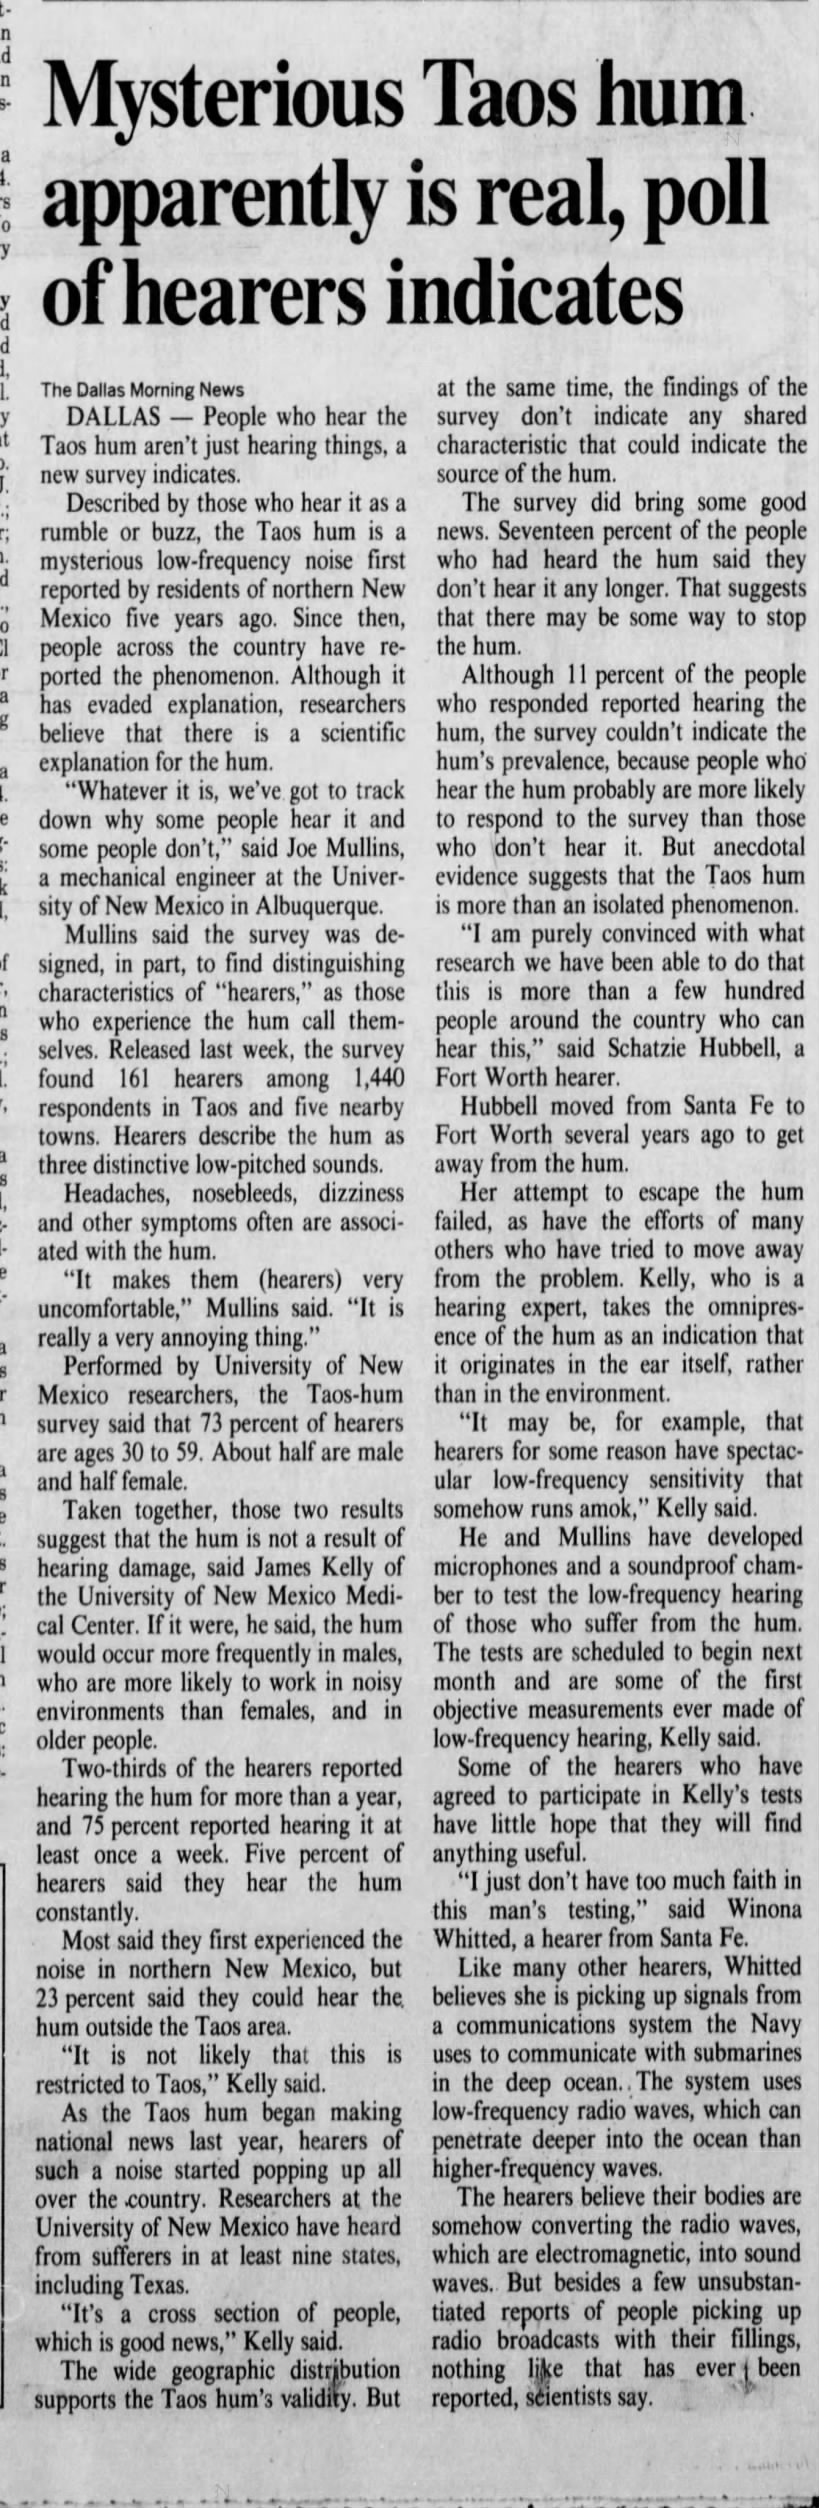 Mysterious Taos hum
apparently is real, poll
of hearers indicates
The Dallas Morning News
DALLAS — People who hear the
Taos hum aren't just hearing things, a
new survey indicates.
Described by those who hear it as a
rumble or buzz, the Taos hum is a
mysterious low-frequency noise first
reported by residents of northern New
Mexico five years ago. Since then,
people across the country have re-
ported the phenomenon. Although it
has evaded explanation, researchers
believe that there is a scientific
explanation for the hum.
"Whatever it is, we've got to track
down why some people hear it and
some people don't," said Joe Mullins,
a mechanical engineer at the Univer-
sity of New Mexico in Albuquerque.
Mullins said the survey was de-
signed, in part, to find distinguishing
characteristics of "hearers," as those
who experience the hum call them-
selves. Released last week, the survey
found 161 hearers among 1,440
respondents in Taos and five nearby
towns. Hearers describe the hum as
three distinctive low-pitched sounds.
Headaches, nosebleeds, dizziness
and other symptoms often are associ-
ated with the hum.
"It makes them (hearers) very
uncomfortable," Mullins said. "It is
really a very annoying thing."
Performed by University of New
Mexico researchers, the Taos-hum
survey said that 73 percent of hearers
are ages 30 to 59. About half are male
and half female.
Taken together, those two results
suggest that the hum is not a result of
hearing damage, said James Kelly of
the University of New Mexico Medi-
cal Center. If it were, he said, the hum
would occur more frequently in males,
who are more likely to work in noisy
environments than females, and in
older people.
Two-thirds of the hearers reported
hearing the hum for more than a year,
and 75 percent reported hearing it at
least once a week. Five percent of
hearers said they hear the hum
constantly.
Most said they first experienced the
noise in northern New Mexico, but
23 percent said they could hear the
hum outside the Taos area.
"It is not likely that this is
restricted to Taos," Kelly said.
As the Taos hum began making
national news last year, hearers of
such a noise started popping up all
over the country. Researchers at the
University of New Mexico have heard
from sufferers in at least nine states,
including Texas.
"It's a cross section of people,
which is good news," Kelly said.
The wide geographic distribution
supports the Taos hum's validity. But
at the same time, the findings of the
survey don't indicate any shared
characteristic that could indicate the
source of the hum.
The survey did bring some good
news. Seventeen percent of the people
who had heard the hum said they
don't hear it any longer. That suggests
that there may be some way to stop
the hum.
Although 11 percent of the people
who responded reported hearing the
hum, the survey couldn't indicate the
hum's prevalence, because people who
hear the hum probably are more likely
to respond to the survey than those
who don't hear it. But anecdotal
evidence suggests that the Taos hum
is more than an isolated phenomenon.
"I am purely convinced with what
research we have been able to do that
this is more than a few hundred
people around the country who can
hear this," said Schatzie Hubbell, a
Fort Worth hearer.
Hubbell moved from Santa Fe to
Fort Worth several years ago to get
away from the hum.
Her attempt to escape the hum
failed, as have the efforts of many
others who have tried to move away
from the problem. Kelly, who is a
hearing expert, takes the omnipres-
ence of the hum as an indication that
it originates in the ear itself, rather
than in the environment.
"It may be, for example, that
hearers for some reason have spectac-
ular low-frequency sensitivity that
somehow runs amok," Kelly said.
He and Mullins have developed
microphones and a soundproof cham-
ber to test the low-frequency hearing
of those who suffer from the hum.
The tests are scheduled to begin next
month and are some of the first
objective measurements ever made of
low-frequency hearing, Kelly said.
Some of the hearers who have
agreed to participate in Kelly's tests
have little hope that they will find
anything useful.
"I just don't have too much faith in
this man's testing," said Winona
Whitted, a hearer from Santa Fe.
Like many other hearers, Whitted
believes she is picking up signals from
a communications system the Navy
uses to communicate with submarines
in the deep ocean. The system uses
low-frequency radio waves, which can
penetrate deeper into the ocean than
higher-frequency waves.
The hearers believe their bodies are
somehow converting the radio waves,
which are electromagnetic, into sound
waves. But besides a few unsubstan-
tiated reports of people picking up
radio broadcasts with their fillings,
nothing like that has ever been
reported, scientists say.